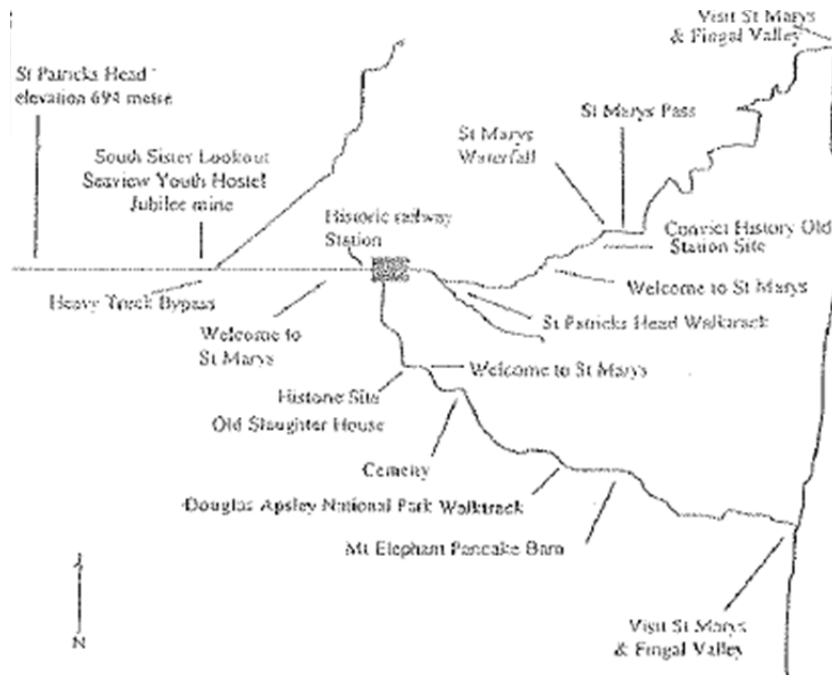 Visit St Marys
& Fingal Valley
St Patricks Head
elevation 694 metre
St Marys Pass
St Marys
Waterfall
South Sister Lookout
Seaview Youth Hostel
Jubilee mine
Historic railway
Station
Convict History Old
Station Site
Welcome to St Marys
Heavy Truck Bypass
St Patricks Head Walktrack
Welcome to
St Marys
Welcome to St Marys
Historic Site
Old Slaughter House
Cemetry
Douglas Apsley National Park Walktrack
Mt Elephant Pancake Barn
Visit St Marys
& Fingal Valley
N